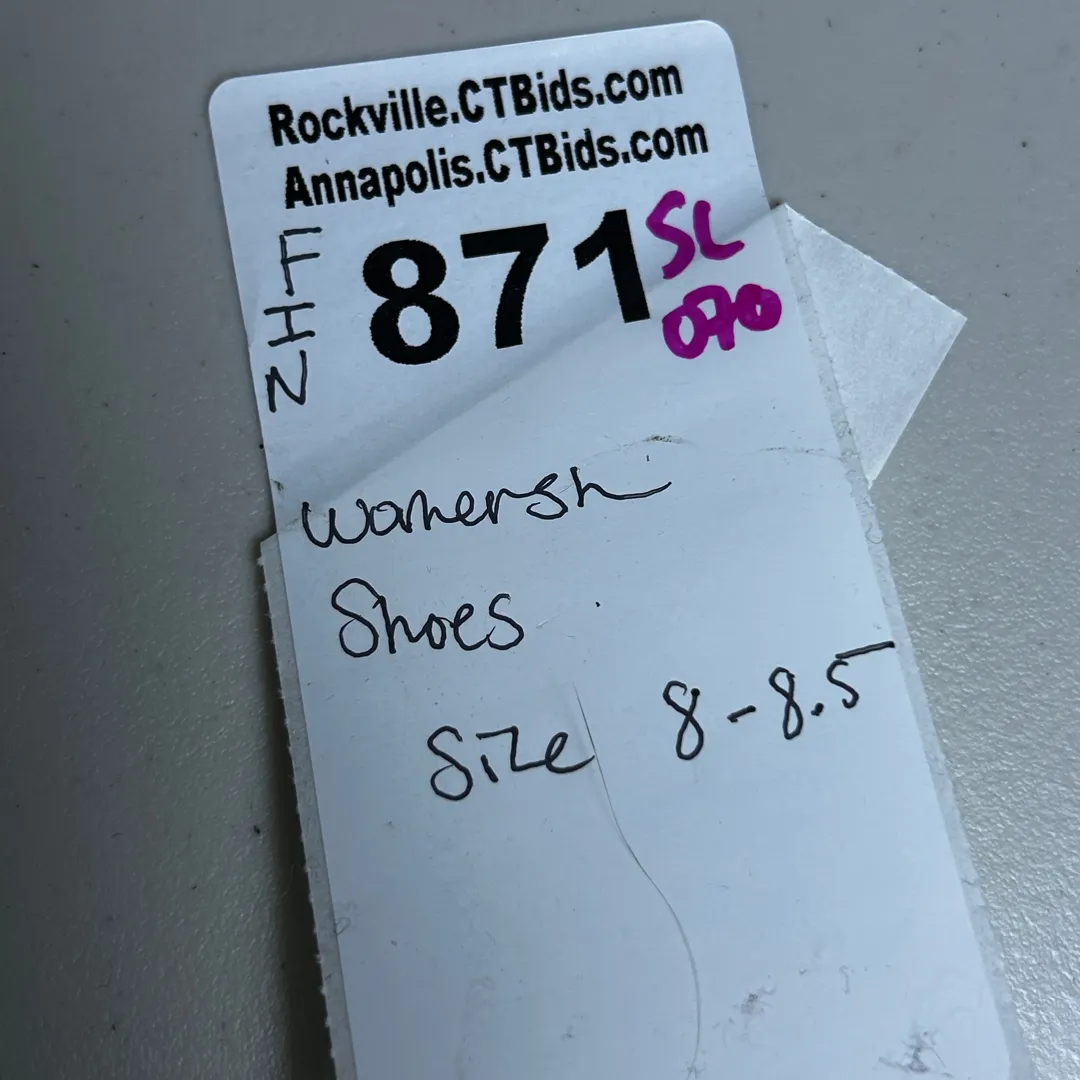 Rockville.CTBids.com
Annapolis.CTBids.com
FIN
871
SL
070
Shoes
Size 8-8.5